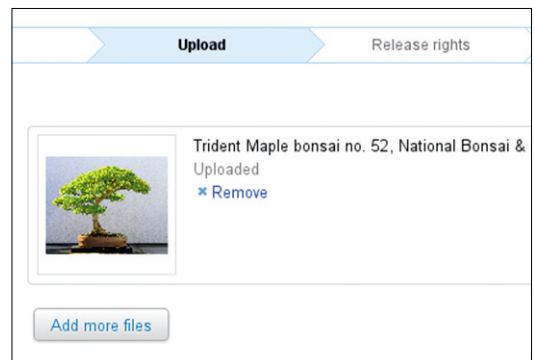 Upload
Release rights
Trident Maple bonsai no. 52, National Bonsai &
Uploaded
× Remove
Add more files